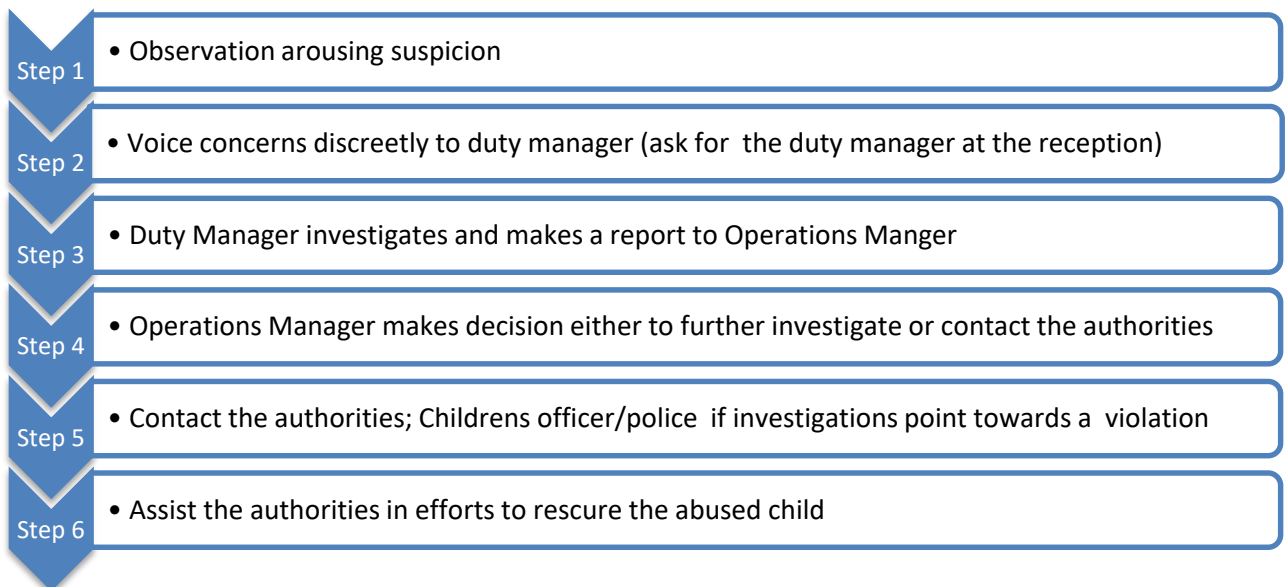 Step 1
• Observation arousing suspicion
Step 2
• Voice concerns discreetly to duty manager (ask for  the duty manager at the reception)
Step 3
• Duty Manager investigates and makes a report to Operations Manger
Step 4
• Operations Manager makes decision either to further investigate or contact the authorities
Step 5
• Contact the authorities; Childrens officer/police  if investigations point towards a  violation
Step 6
• Assist the authorities in efforts to rescure the abused child